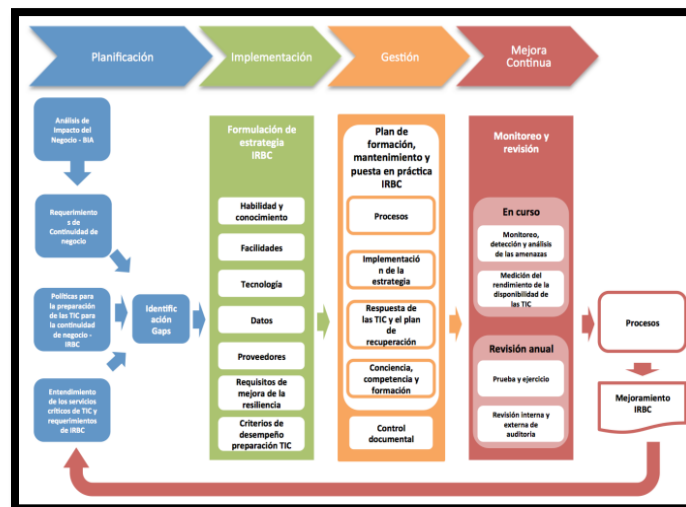 Planificación
Implementación
Gestión
Mejora
Continua
Análisis de
Impacto del
Negocio - BIA
Requerimiento
s de
Continuidad de
negocio
Políticas para
la preparación
de las TIC para
la continuidad
de negocio -
IRBC
Entendimiento
de los servicios
críticos de TIC y
requerimientos
de IRBC
Identific
ación
Gaps
Formulación de
estrategia
IRBC
Habilidad y
conocimiento
Facilidades
Tecnología
Datos
Proveedores
Requisitos de
mejora de la
resiliencia
Criterios de
desempeño
preparación TIC
Plan de
formación,
mantenimiento y
puesta en práctica
IRBC
Procesos
Implementació
n de la
estrategia
Respuesta de
las TIC y el plan
de
recuperación
Conciencia,
competencia y
formación
Control
documental
Monitoreo y
revisión
En curso
Monitoreo,
detección y análisis
de las amenazas
Medición del
rendimiento de la
disponibilidad de
las TIC
Revisión anual
Prueba y ejercicio
Revisión interna y
externa de
auditoria
Procesos
Mejoramiento
IRBC